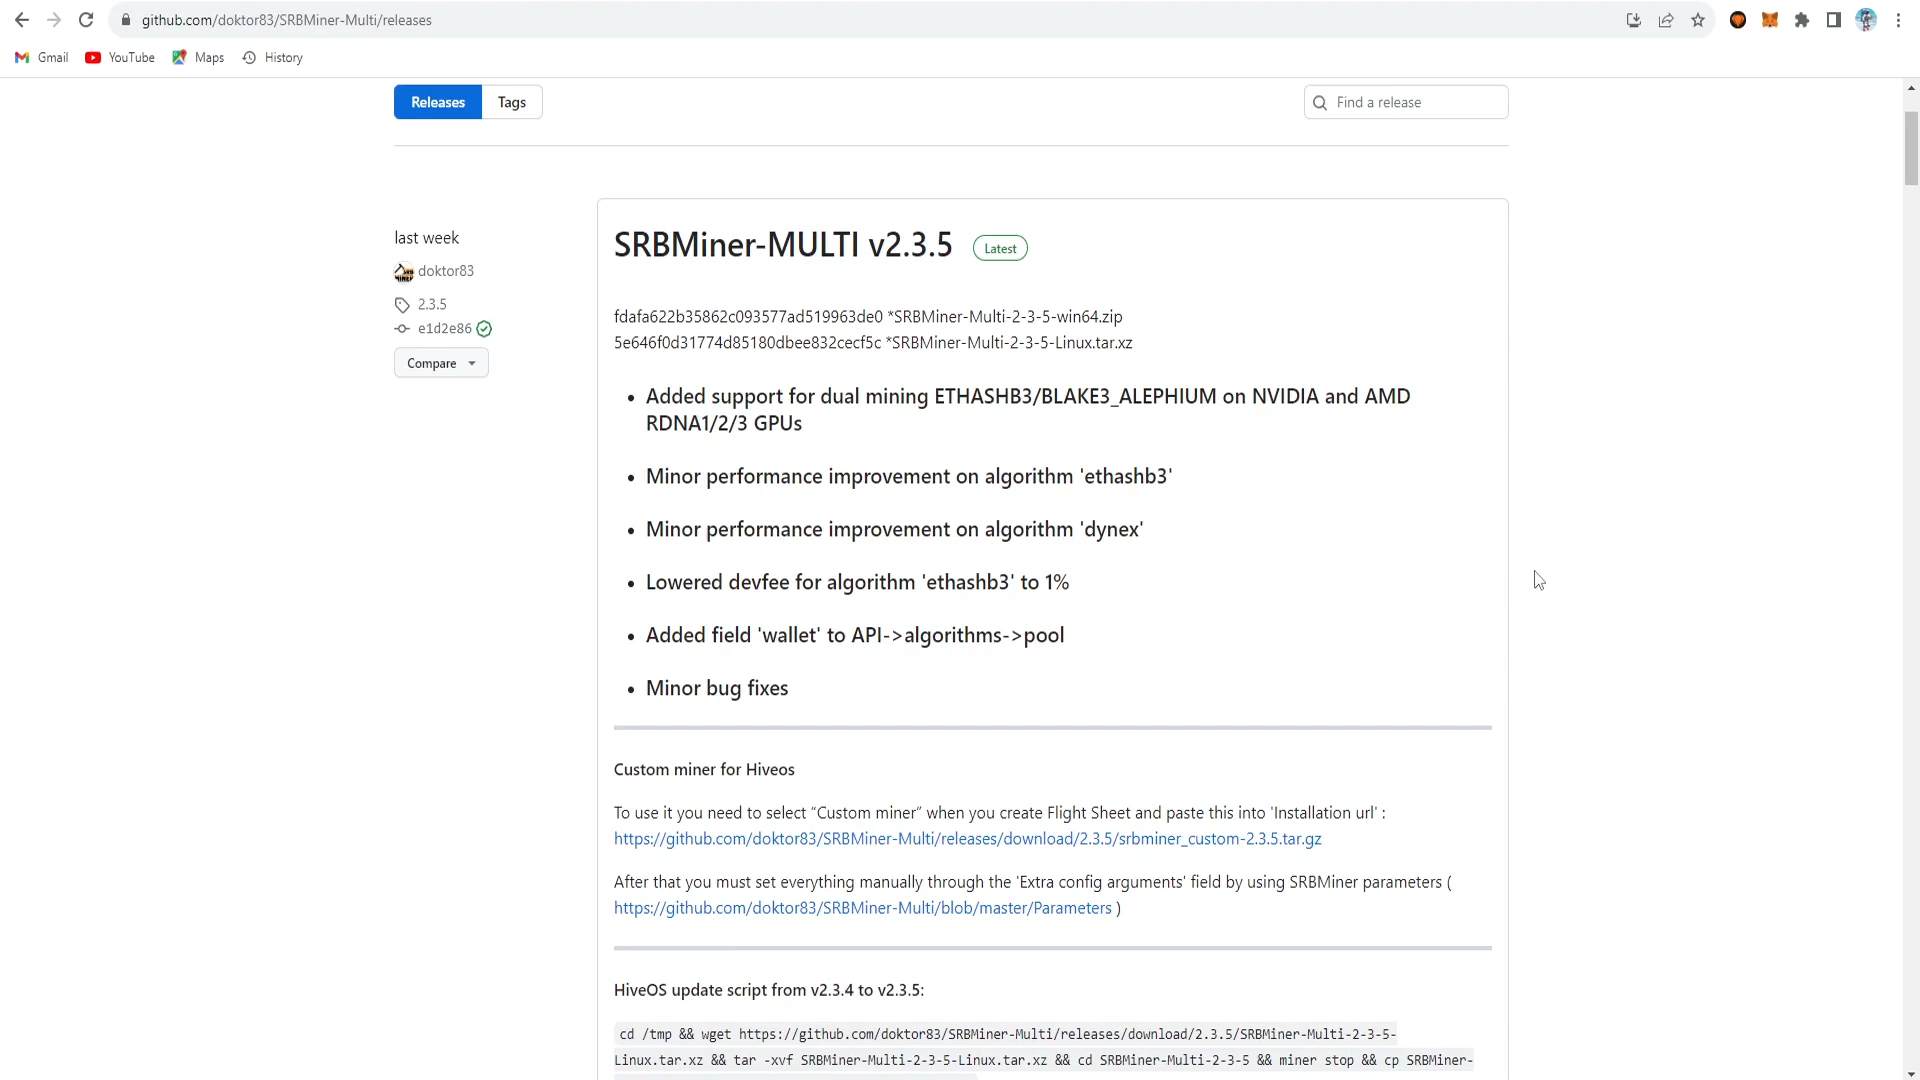 github.com/doktor83/SRBMiner-Multi/releases
Gmail YouTube Maps History
Releases Tags Find a release
last week
doktor83
2.3.5
e1d2e86
Compare
SRBMiner-MULTI v2.3.5 Latest
fdafa622b35862c093577ad519963de0 *SRBMiner-Multi-2-3-5-win64.zip
5e646f0d31774d85180dbee832cecf5c *SRBMiner-Multi-2-3-5-Linux.tar.xz
• Added support for dual mining ETHASHB3/BLAKE3_ALEPHIUM on NVIDIA and AMD
RDNA1/2/3 GPUs
• Minor performance improvement on algorithm 'ethashb3'
• Minor performance improvement on algorithm 'dynex'
• Lowered devfee for algorithm 'ethashb3' to 1%
• Added field 'wallet' to API->algorithms->pool
• Minor bug fixes
Custom miner for Hiveos
To use it you need to select “Custom miner” when you create Flight Sheet and paste this into 'Installation url' :
https://github.com/doktor83/SRBMiner-Multi/releases/download/2.3.5/srbminer_custom-2.3.5.tar.gz
After that you must set everything manually through the 'Extra config arguments' field by using SRBMiner parameters (
https://github.com/doktor83/SRBMiner-Multi/blob/master/Parameters )
HiveOS update script from v2.3.4 to v2.3.5:
cd /tmp && wget https://github.com/doktor83/SRBMiner-Multi/releases/download/2.3.5/SRBMiner-Multi-2-3-5-
Linux.tar.xz && tar -xvf SRBMiner-Multi-2-3-5-Linux.tar.xz && cd SRBMiner-Multi-2-3-5 && miner stop && cp SRBMiner-